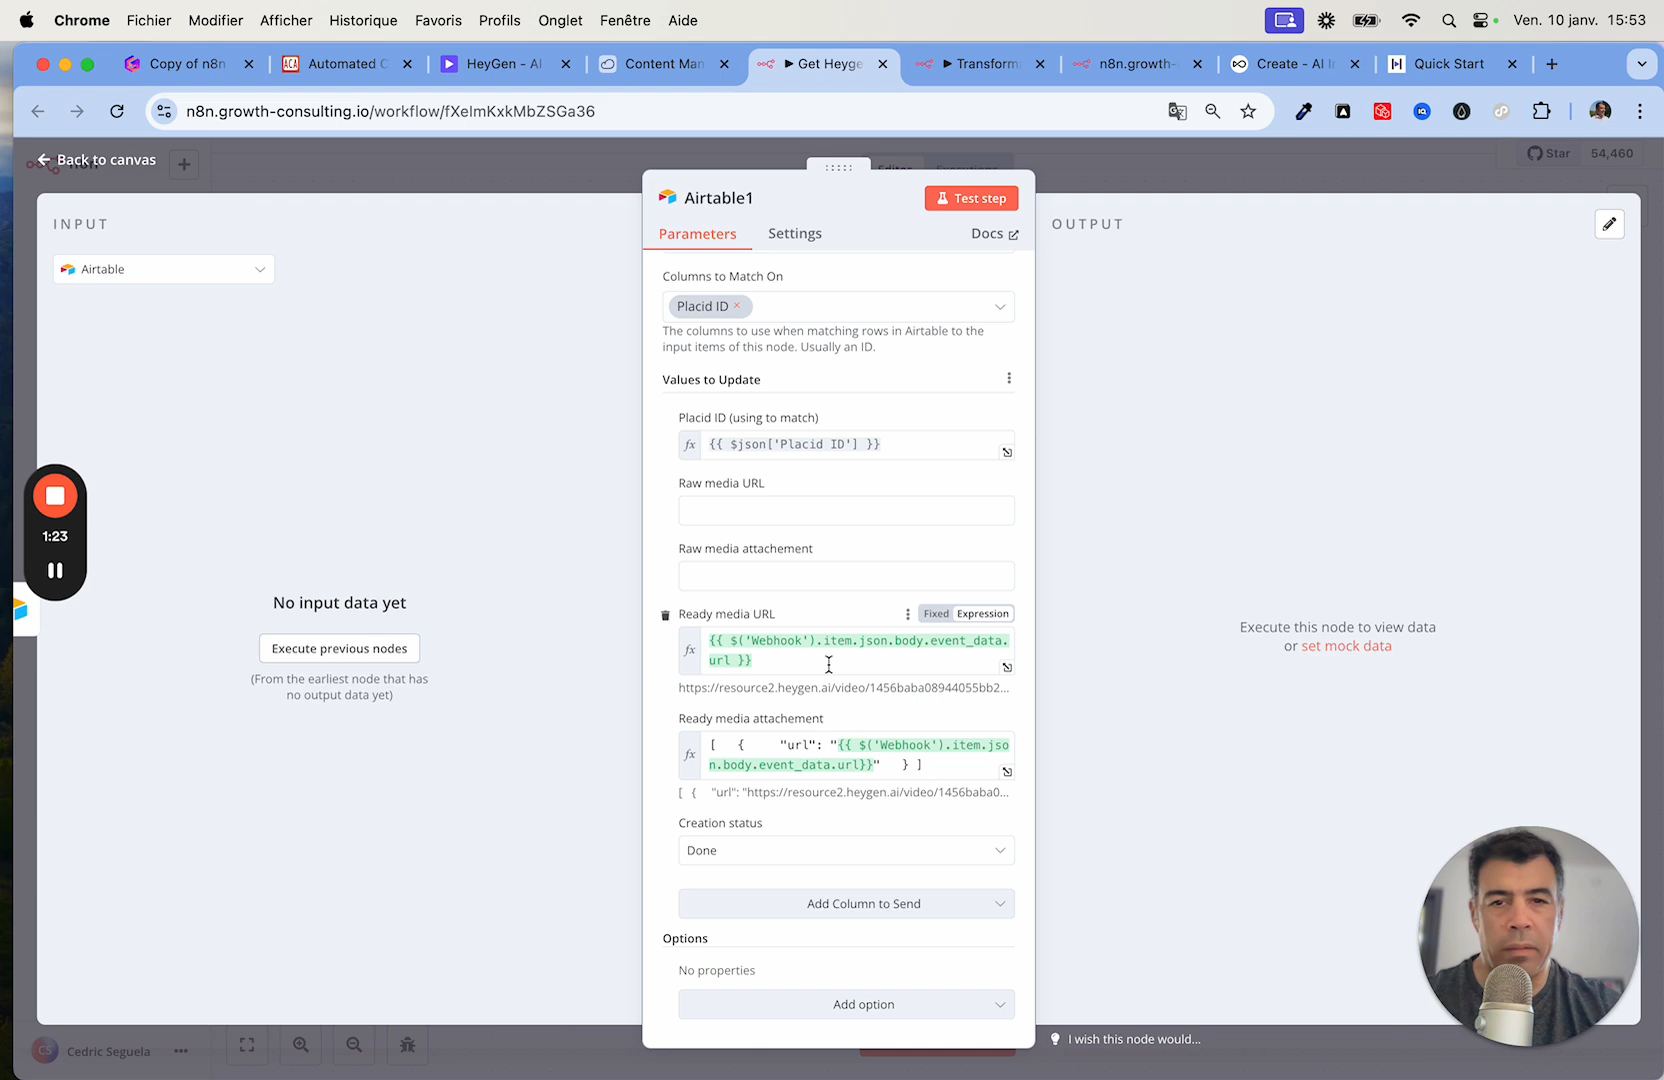 Chrome Fichier Modifier Afficher Historique Favoris Profils Onglet Fenêtre Aide Ven. 10 janv. 15:53
Copy of n8n Automated C HeyGen - AI Content Man Get Heyge Transform n8n.growth- Create - AI I Quick Start
n8n.growth-consulting.io/workflow/fXeImKxkMbZSGa36
Back to canvas
Editor Executions
Star 54,460
INPUT
Airtable
No input data yet
Execute previous nodes
(From the earliest node that has
no output data yet)
1:23
Airtable1
Test step
Parameters Settings Docs
Columns to Match On
Placid ID ×
The columns to use when matching rows in Airtable to the
input items of this node. Usually an ID.
Values to Update
Placid ID (using to match)
fx {{ $json['Placid ID'] }}
Raw media URL
Raw media attachement
Ready media URL Fixed Expression
fx {{ $('Webhook').item.json.body.event_data.
url }}
https://resource2.heygen.ai/video/1456baba08944055bb2...
Ready media attachement
fx [ { "url": "{{ $('Webhook').item.jso
n.body.event_data.url}}" } ]
[ { "url": "https://resource2.heygen.ai/video/1456baba0...
Creation status
Done
Add Column to Send
Options
No properties
Add option
OUTPUT
Execute this node to view data
or set mock data
I wish this node would...
CS Cedric Seguela